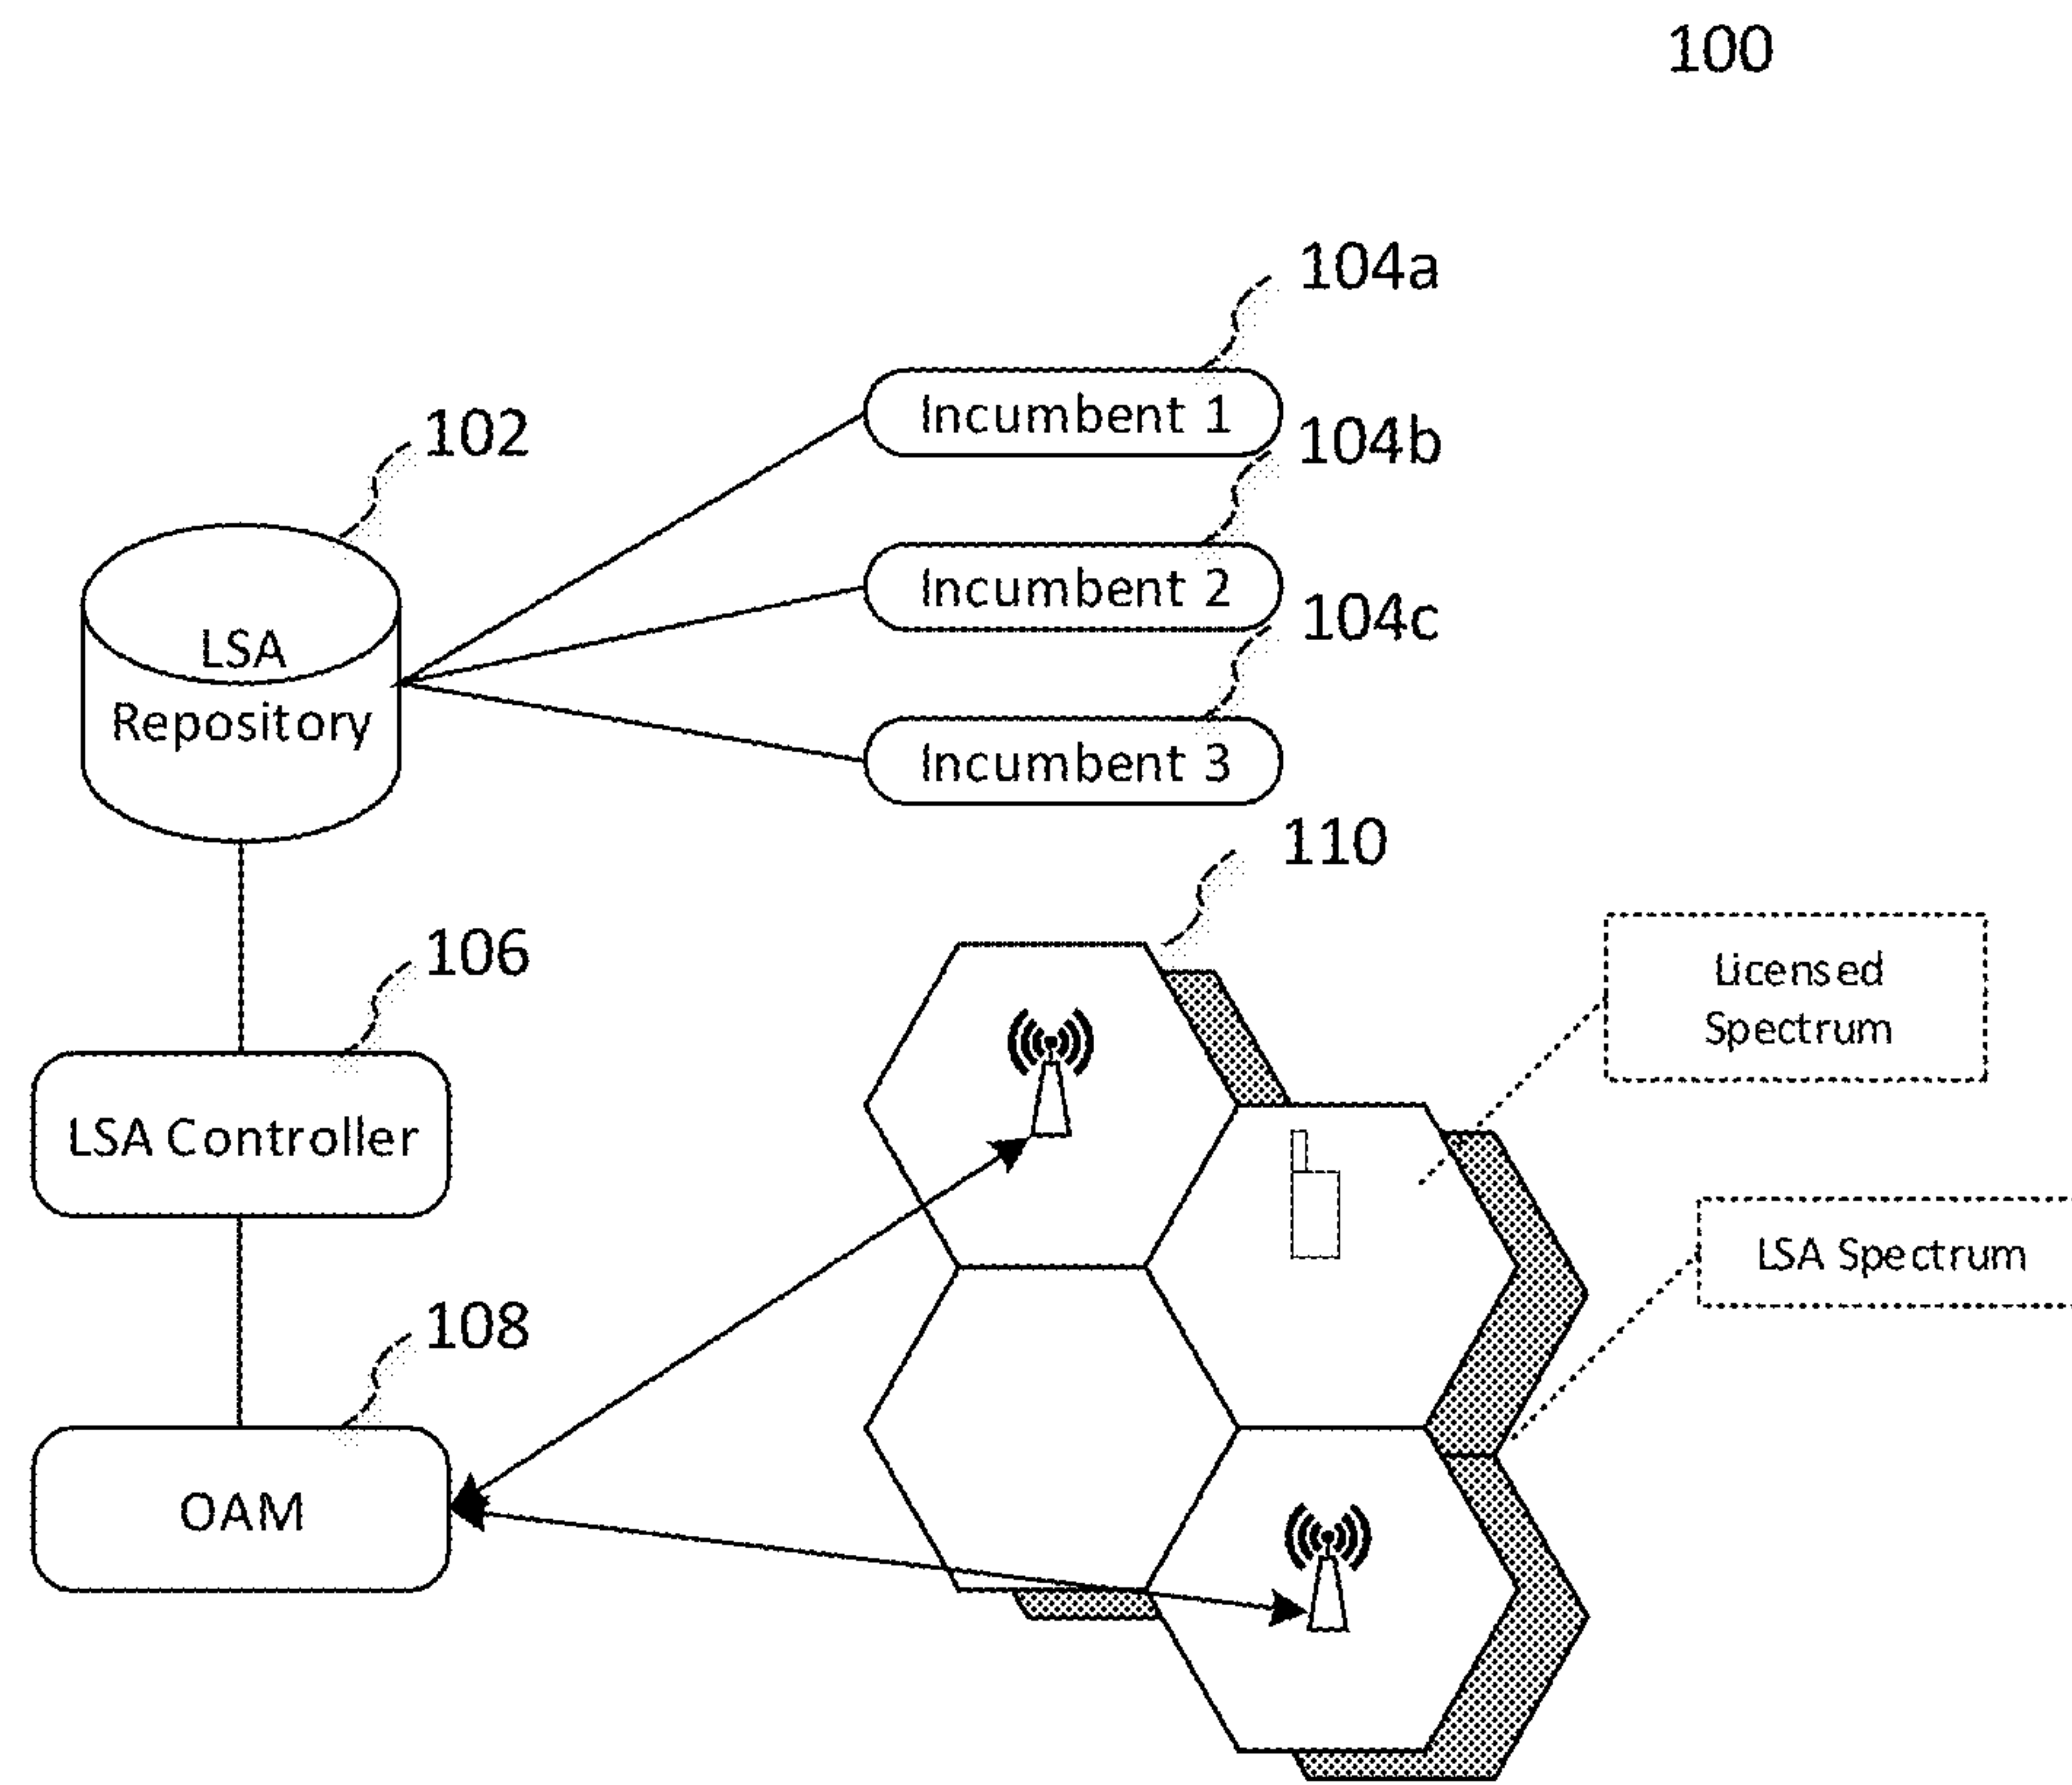 100
104a
Incumbent 1
102
104b
Incumbent 2
104c
LSA
Repository
Incumbent 3
110
106
Licensed
Spectrum
LSA Controller
LSA Spectrum
108
OAM